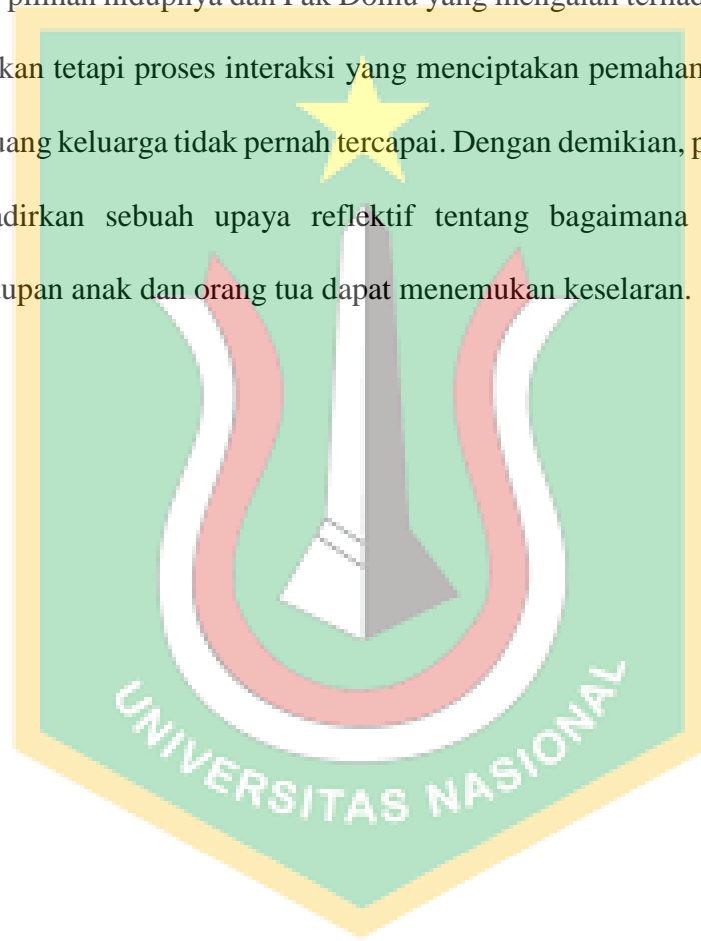 pilihan hidupnya dan Pak Domu yang mengalah terhad
kan tetapi proses interaksi yang menciptakan pemahan
uang keluarga tidak pernah tercapai. Dengan demikian, p
dirkan sebuah upaya reflektif tentang bagaimana
upan anak dan orang tua dapat menemukan keselaran.
UNIVERSITAS NASIONAL